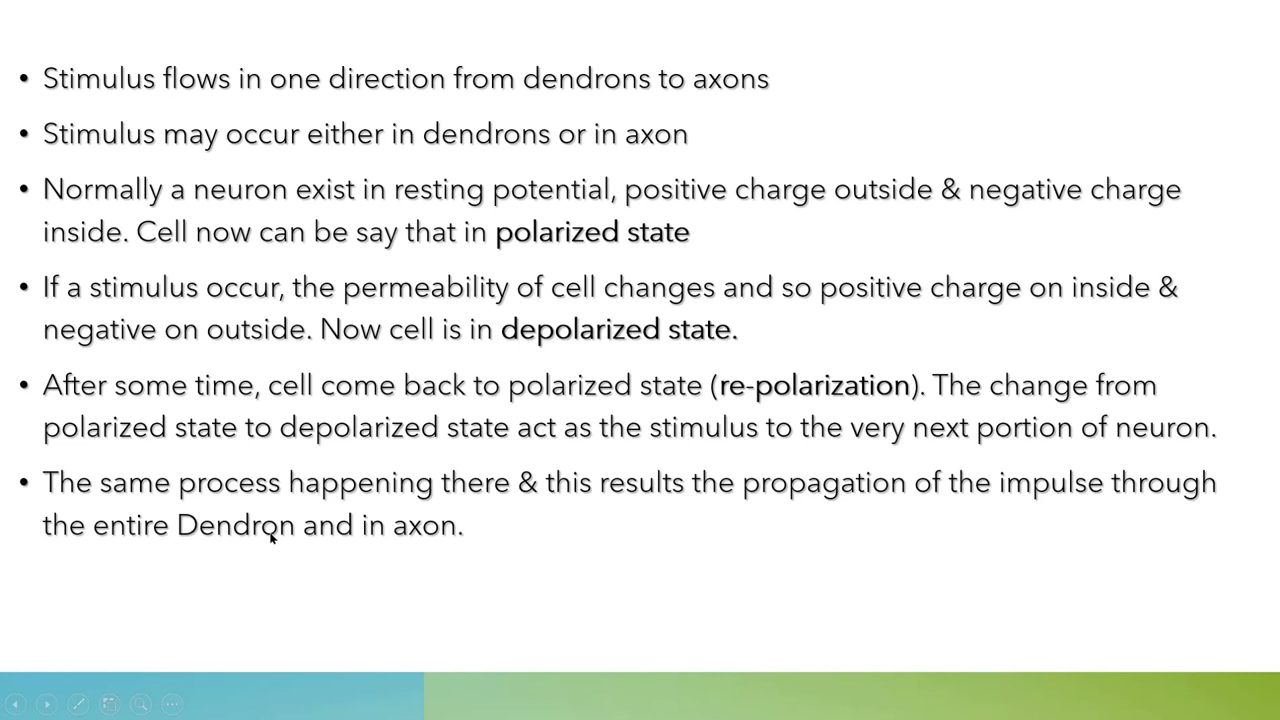 • Stimulus flows in one direction from dendrons to axons
• Stimulus may occur either in dendrons or in axon
• Normally a neuron exist in resting potential, positive charge outside & negative charge
inside. Cell now can be say that in polarized state
• If a stimulus occur, the permeability of cell changes and so positive charge on inside &
negative on outside. Now cell is in depolarized state.
• After some time, cell come back to polarized state (re-polarization). The change from
polarized state to depolarized state act as the stimulus to the very next portion of neuron.
• The same process happening there & this results the propagation of the impulse through
the entire Dendron and in axon.